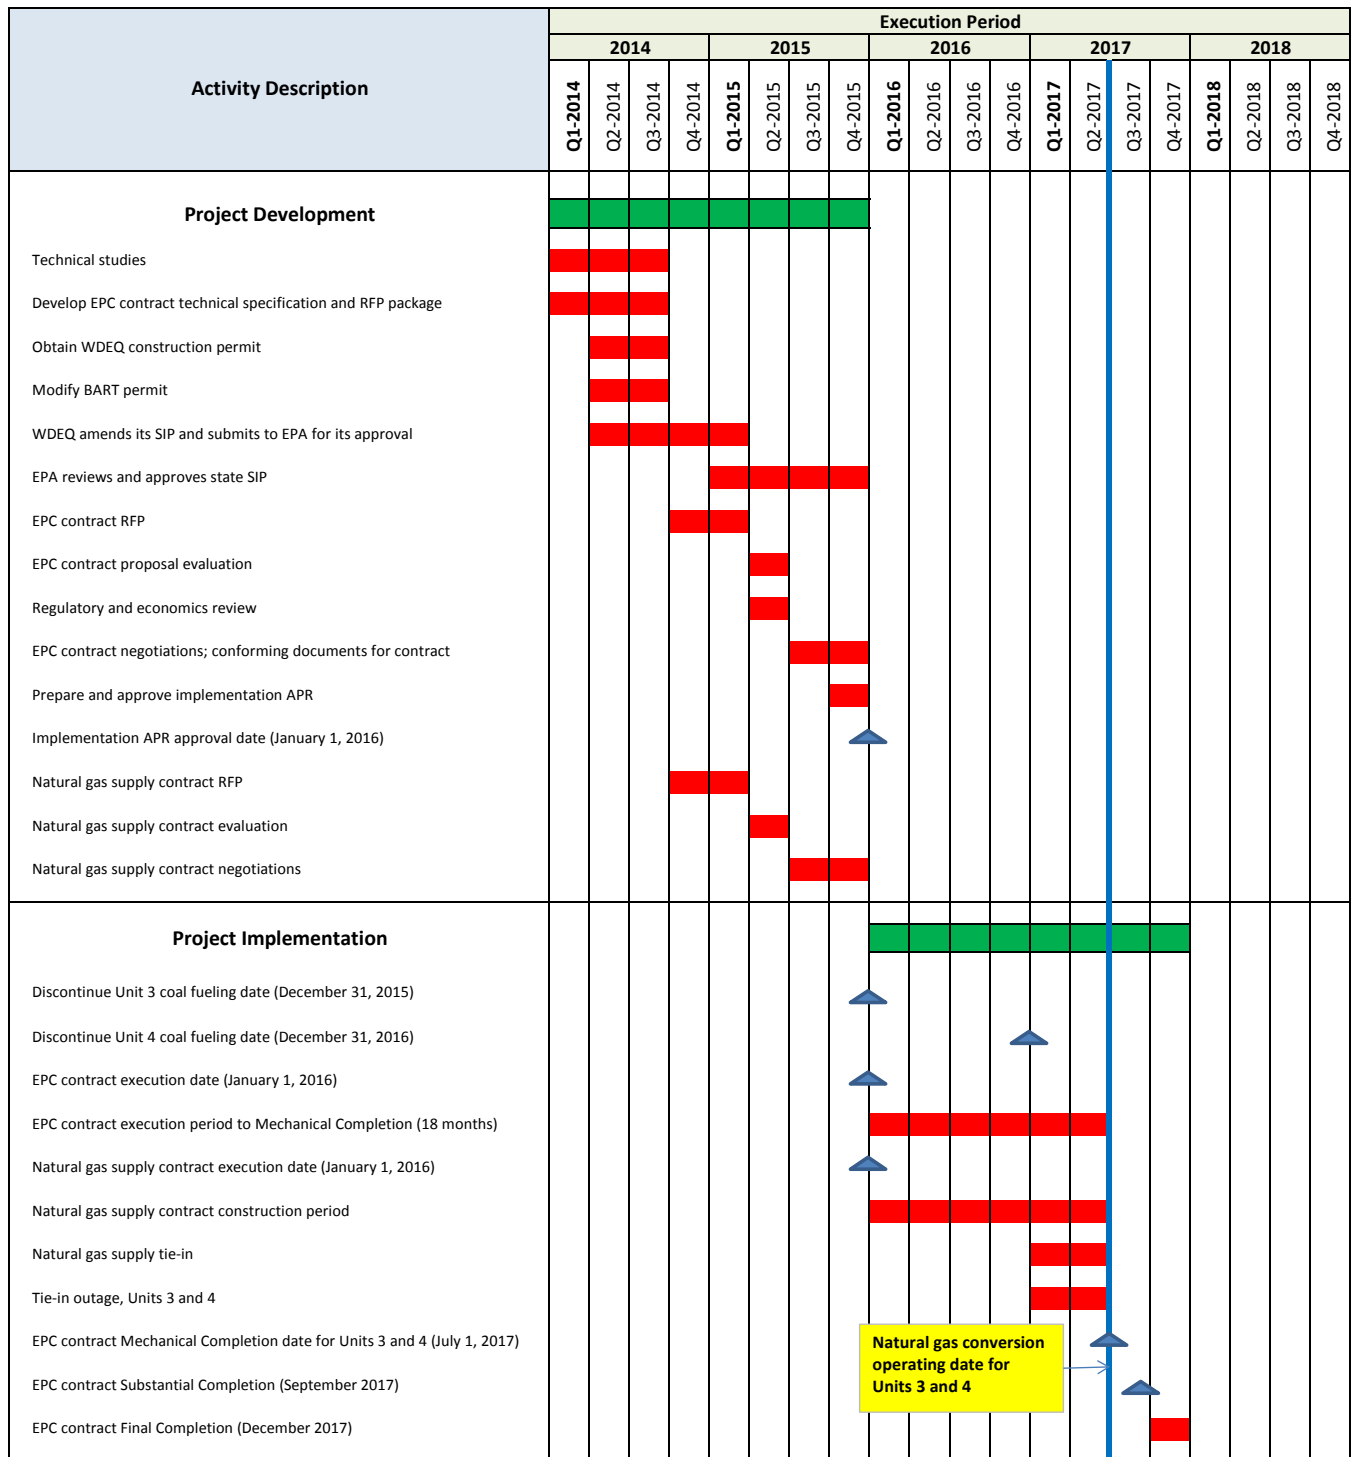 Execution Period
2014 2015 2016 2017 2018
Activity Description
Q1-2014 Q2-2014 Q3-2014 Q4-2014 Q1-2015 Q2-2015 Q3-2015 Q4-2015 Q1-2016 Q2-2016 Q3-2016 Q4-2016 Q1-2017 Q2-2017 Q3-2017 Q4-2017 Q1-2018 Q2-2018 Q3-2018 Q4-2018
Project Development
Technical studies
Develop EPC contract technical specification and RFP package
Obtain WDEQ construction permit
Modify BART permit
WDEQ amends its SIP and submits to EPA for its approval
EPA reviews and approves state SIP
EPC contract RFP
EPC contract proposal evaluation
Regulatory and economics review
EPC contract negotiations; conforming documents for contract
Prepare and approve implementation APR
Implementation APR approval date (January 1, 2016)
Natural gas supply contract RFP
Natural gas supply contract evaluation
Natural gas supply contract negotiations
Project Implementation
Discontinue Unit 3 coal fueling date (December 31, 2015)
Discontinue Unit 4 coal fueling date (December 31, 2016)
EPC contract execution date (January 1, 2016)
EPC contract execution period to Mechanical Completion (18 months)
Natural gas supply contract execution date (January 1, 2016)
Natural gas supply contract construction period
Natural gas supply tie-in
Tie-in outage, Units 3 and 4
EPC contract Mechanical Completion date for Units 3 and 4 (July 1, 2017)
EPC contract Substantial Completion (September 2017)
EPC contract Final Completion (December 2017)
Natural gas conversion
operating date for
Units 3 and 4